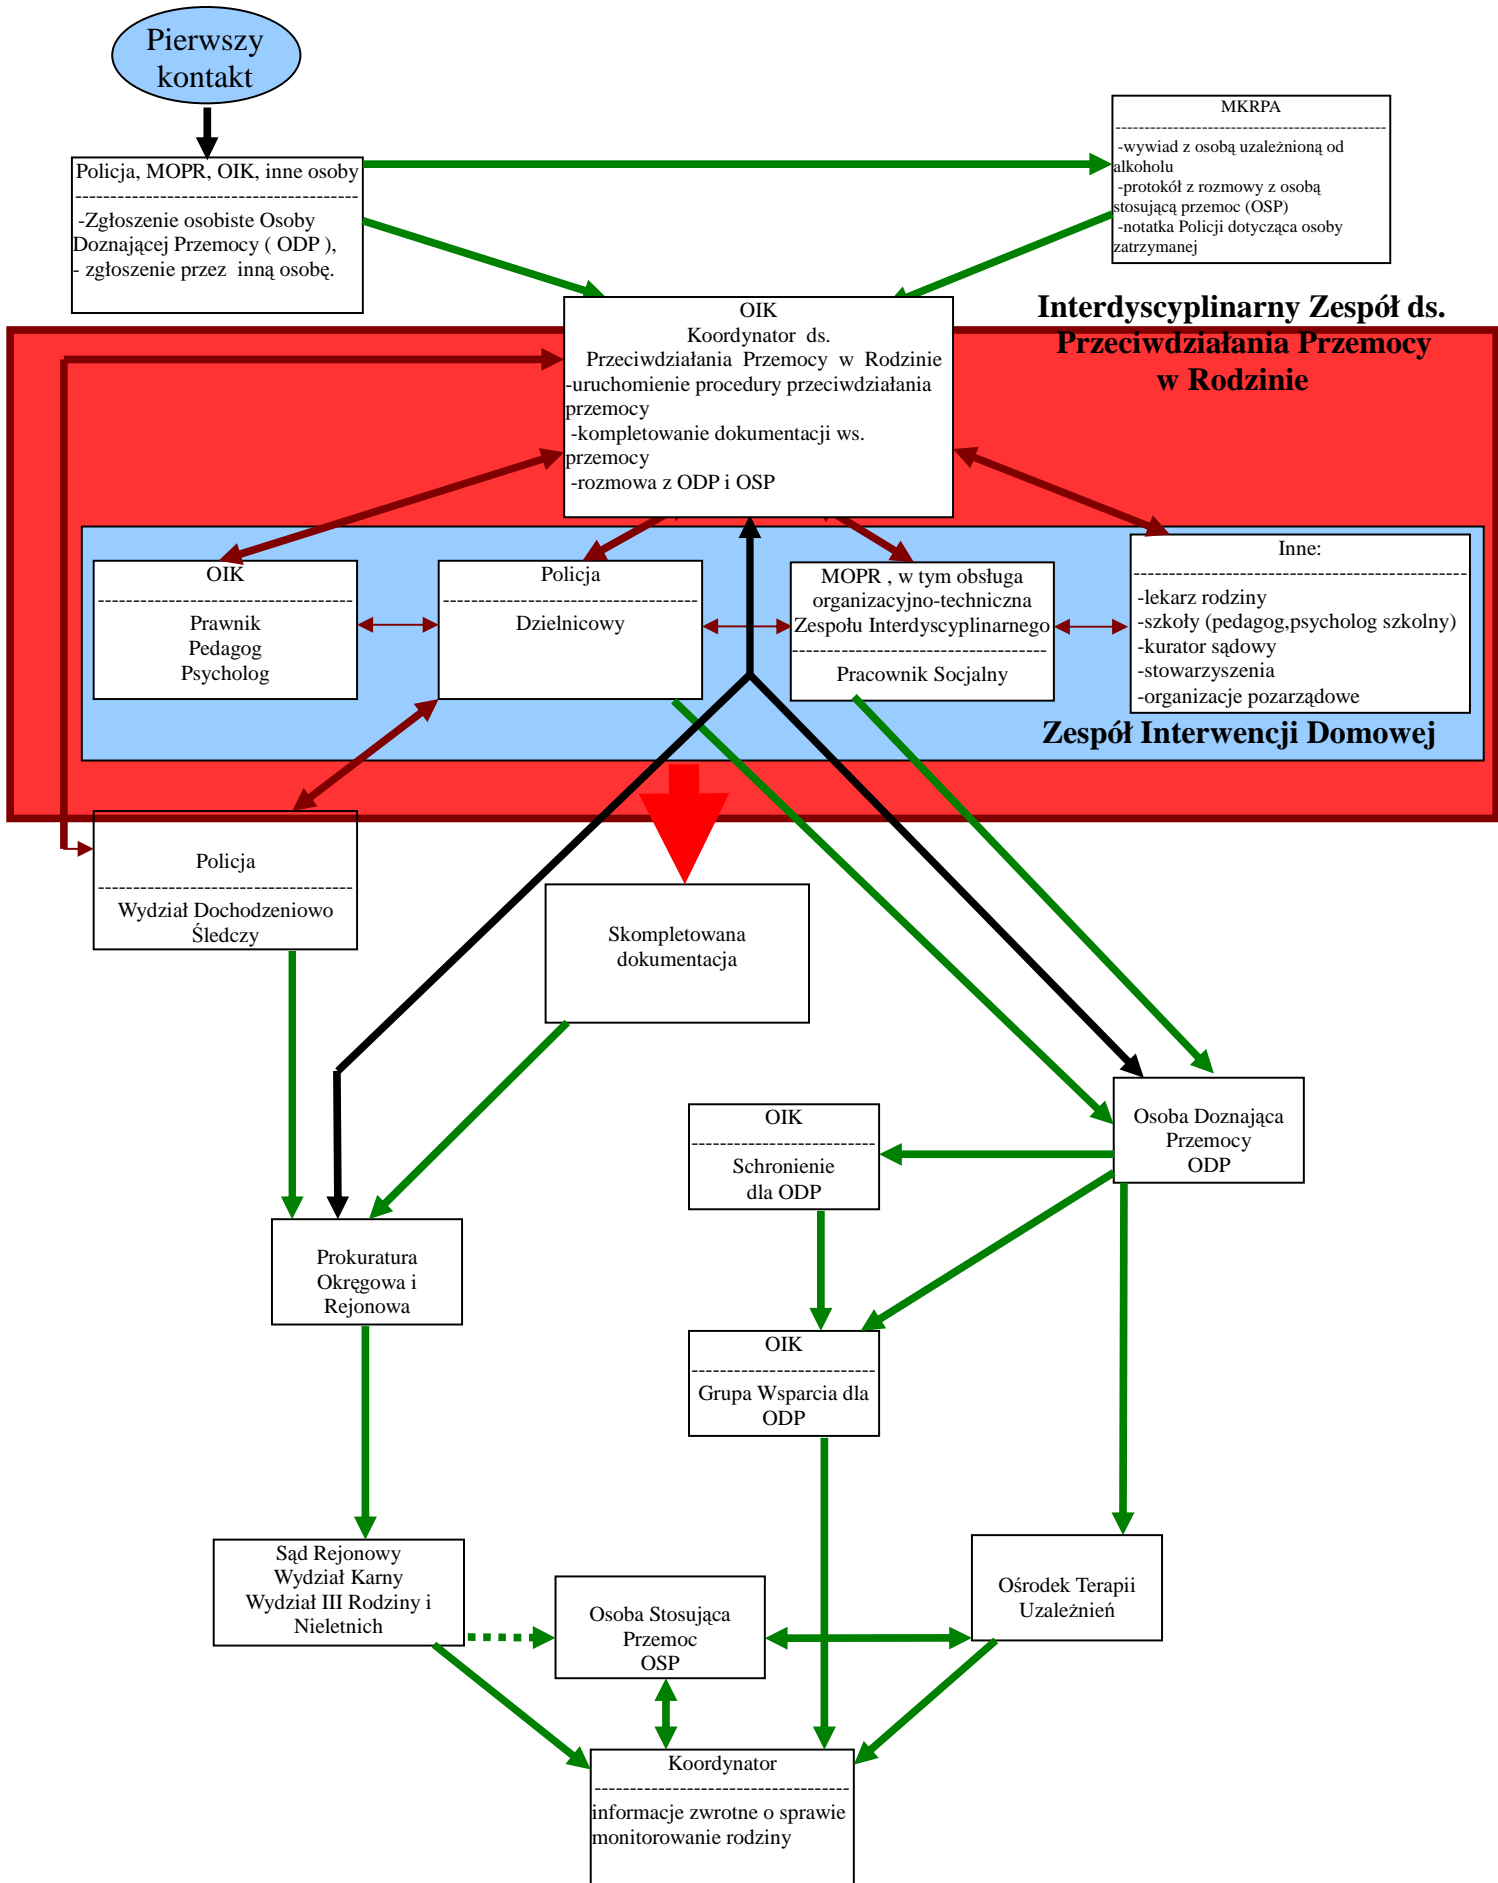 Pierwszy
kontakt
MKRPA
-wywiad z osobą uzależnioną od
alkoholu
-protokół z rozmowy z osobą
stosującą przemoc (OSP)
-notatka Policji dotycząca osoby
zatrzymanej
Policja, MOPR, OIK, inne osoby
-Zgłoszenie osobiste Osoby
Doznającej Przemocy ( ODP ),
- zgłoszenie przez inną osobę.
Interdyscyplinarny Zespół ds.
Przeciwdziałania Przemocy
w Rodzinie
OIK
Koordynator ds.
Przeciwdziałania Przemocy w Rodzinie
-uruchomienie procedury przeciwdziałania
przemocy
-kompletowanie dokumentacji ws.
przemocy
-rozmowa z ODP i OSP
OIK
Prawnik
Pedagog
Psycholog
Policja
Dzielnicowy
MOPR , w tym obsługa
organizacyjno-techniczna
Zespołu Interdyscyplinarnego
Pracownik Socjalny
Inne:
-lekarz rodziny
-szkoły (pedagog,psycholog szkolny)
-kurator sądowy
-stowarzyszenia
-organizacje pozarządowe
Zespół Interwencji Domowej
Policja
Wydział Dochodzeniowo
Śledczy
Skompletowana
dokumentacja
OIK
Schronienie
dla ODP
Osoba Doznająca
Przemocy
ODP
Prokuratura
Okręgowa i
Rejonowa
OIK
Grupa Wsparcia dla
ODP
Sąd Rejonowy
Wydział Karny
Wydział III Rodziny i
Nieletnich
Osoba Stosująca
Przemoc
OSP
Ośrodek Terapii
Uzależnień
Koordynator
informacje zwrotne o sprawie
monitorowanie rodziny